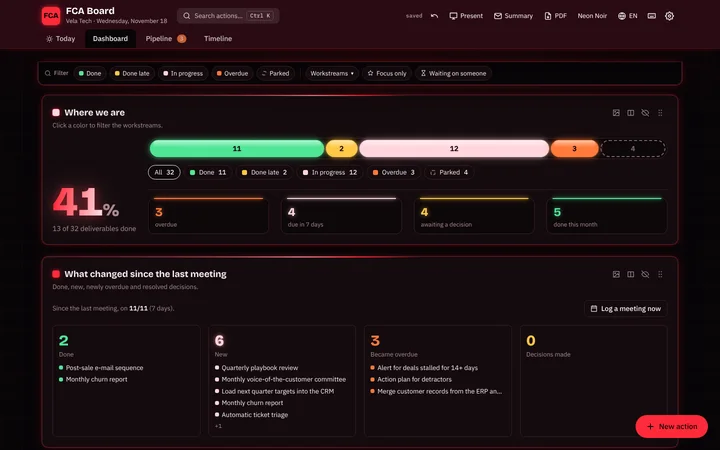 FCA
FCA Board
Vela Tech · Wednesday, November 18
Search actions... Ctrl K
saved
Present
Summary
PDF
Neon Noir
EN
Today
Dashboard
Pipeline
Timeline
Filter
Done
Done late
In progress
Overdue
Parked
Workstreams
Focus only
Waiting on someone
Where we are
Click a color to filter the workstreams.
11 2 12 3 4
All 32
Done 11
Done late 2
In progress 12
Overdue 3
Parked 4
41%
13 of 32 deliverables done
3
overdue
4
due in 7 days
4
awaiting a decision
5
done this month
What changed since the last meeting
Done, new, newly overdue and resolved decisions.
Since the last meeting, on 11/11 (7 days).
Log a meeting now
2
Done
Post-sale e-mail sequence
Monthly churn report
6
New
Quarterly playbook review
Monthly voice-of-the-customer committee
Load next quarter targets into the CRM
Monthly churn report
Automatic ticket triage
+1
3
Became overdue
Alert for deals stalled for 14+ days
Action plan for detractors
Merge customer records from the ERP an...
0
Decisions made
New action